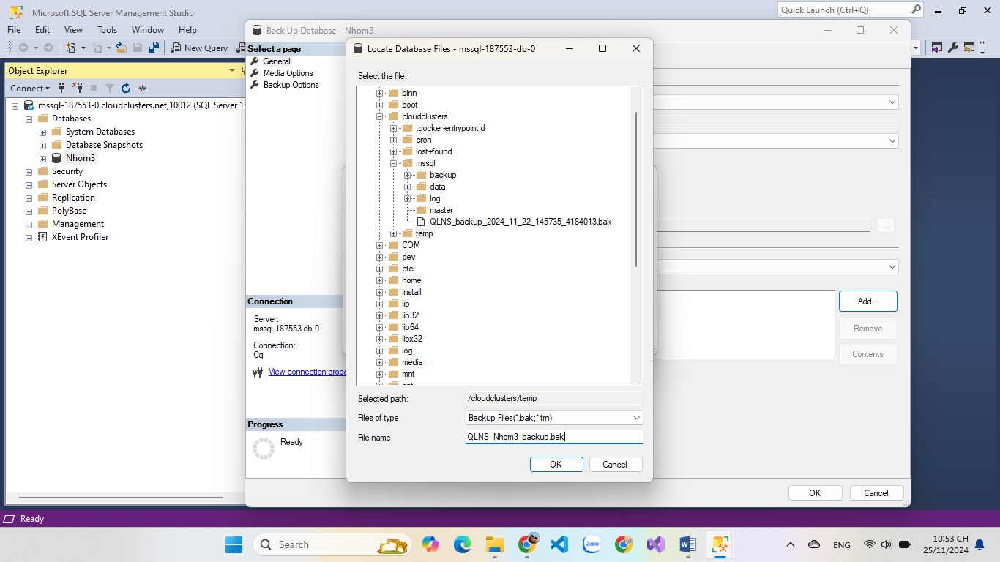 Microsoft SQL Server Management Studio
Quick Launch (Ctrl+Q)
File Edit View Tools Window Help
New Query
Object Explorer
Connect
mssql-187553-0.cloudclusters.net,10012 (SQL Server 15
Databases
System Databases
Database Snapshots
Nhom3
Security
Server Objects
Replication
PolyBase
Management
XEvent Profiler
Back Up Database - Nhom3
Select a page
General
Media Options
Backup Options
Connection
Server:
mssql-187553-db-0
Connection:
Cq
View connection prope
Progress
Ready
Locate Database Files - mssql-187553-db-0
Select the file:
binn
boot
cloudclusters
.docker-entrypoint.d
cron
lost+found
mssql
backup
data
log
master
QLNS_backup_2024_11_22_145735_4184013.bak
temp
COM
dev
etc
home
install
lib
lib32
lib64
libx32
log
media
mnt
Selected path:
/cloudclusters/temp
Files of type:
Backup Files(*.bak;*.trn)
File name:
QLNS_Nhom3_backup.bak
OK Cancel
...
Add...
Remove
Contents
OK Cancel
Ready
Search
Zalo
ENG
10:53 CH
25/11/2024